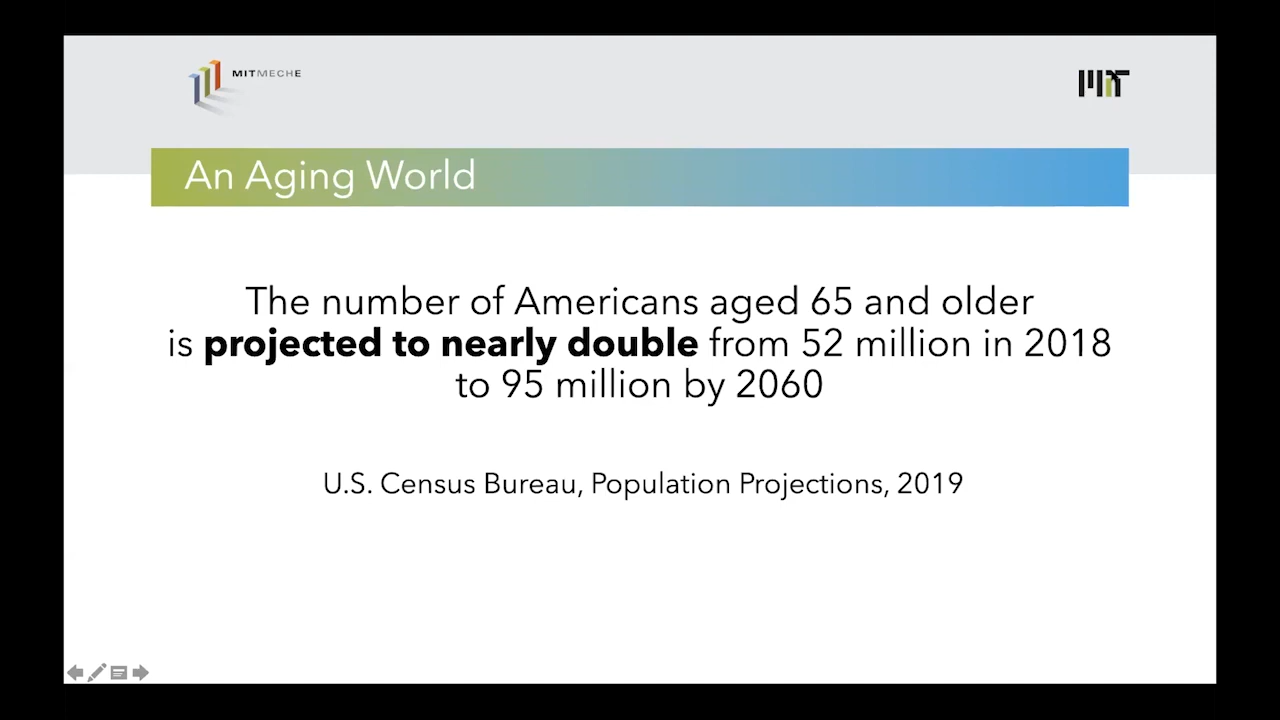 MITMECHE
MIT
An Aging World
The number of Americans aged 65 and older
is projected to nearly double from 52 million in 2018
to 95 million by 2060
U.S. Census Bureau, Population Projections, 2019